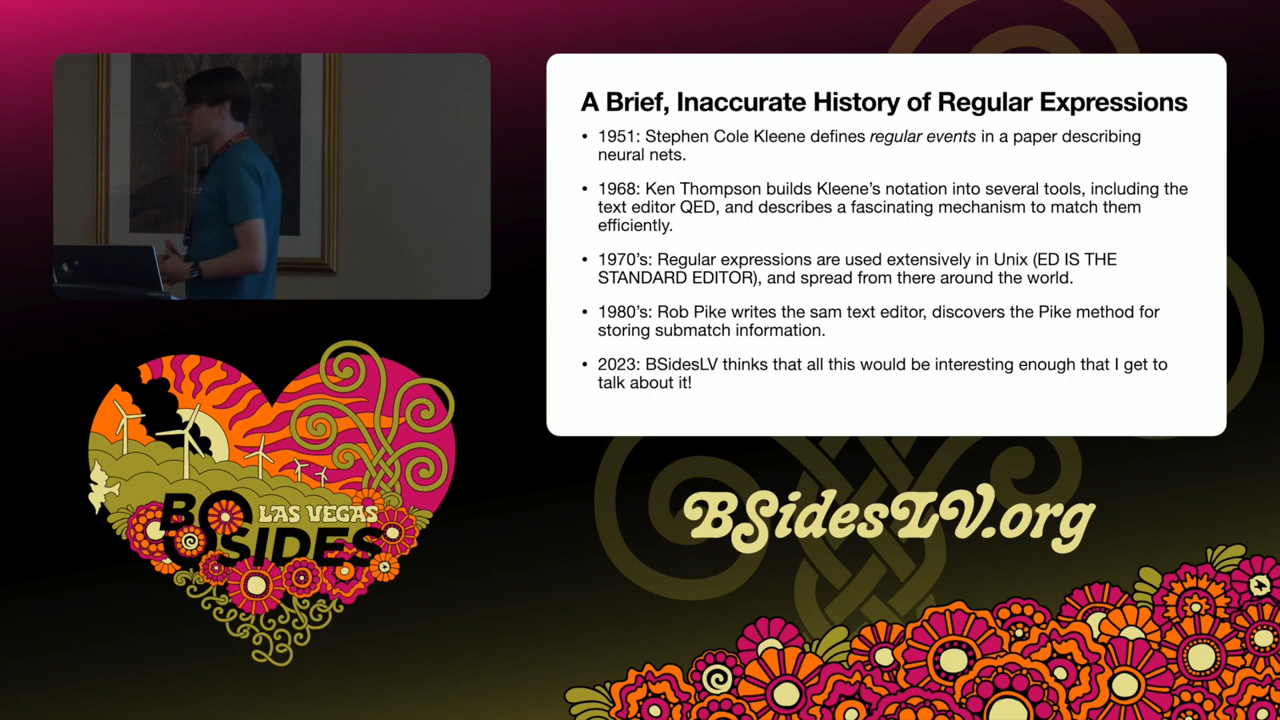 A Brief, Inaccurate History of Regular Expressions
• 1951: Stephen Cole Kleene defines regular events in a paper describing
neural nets.
• 1968: Ken Thompson builds Kleene’s notation into several tools, including the
text editor QED, and describes a fascinating mechanism to match them
efficiently.
• 1970’s: Regular expressions are used extensively in Unix (ED IS THE
STANDARD EDITOR), and spread from there around the world.
• 1980’s: Rob Pike writes the sam text editor, discovers the Pike method for
storing submatch information.
• 2023: BSidesLV thinks that all this would be interesting enough that I get to
talk about it!
BO
LAS VEGAS
SIDES
23
BSidesLV.org